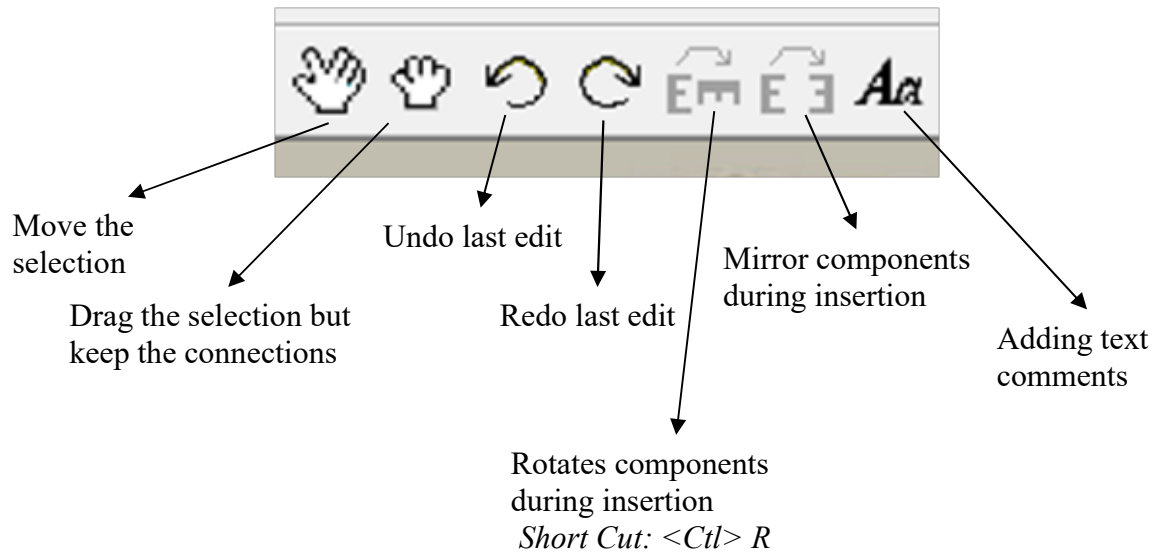 Aa
Move the
selection
Drag the selection but
keep the connections
Undo last edit
Redo last edit
Rotates components
during insertion
Short Cut: <Ctl> R
Mirror components
during insertion
Adding text
comments